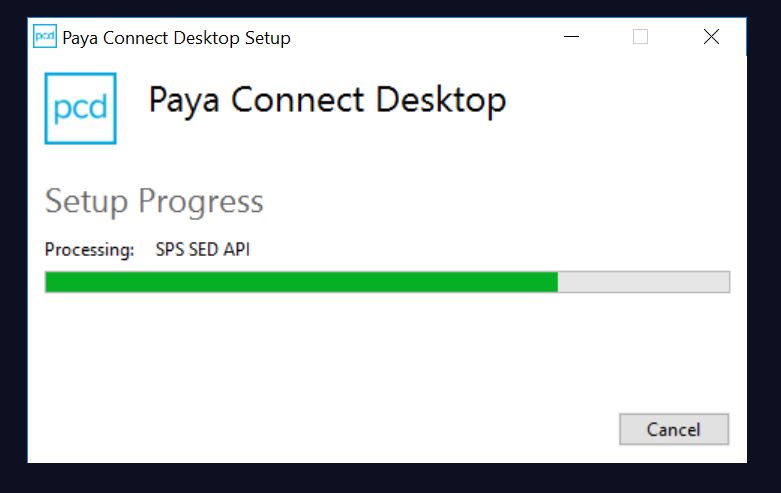 pcd Paya Connect Desktop Setup
pcd
Paya Connect Desktop
Setup Progress
Processing: SPS SED API
Cancel